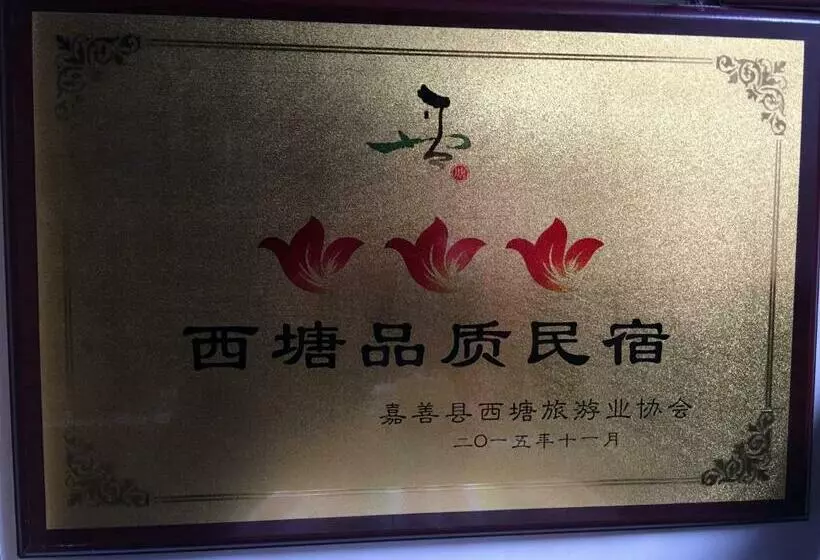 西塘品质民宿
嘉善县西塘旅游业协会
二〇一五年十一月